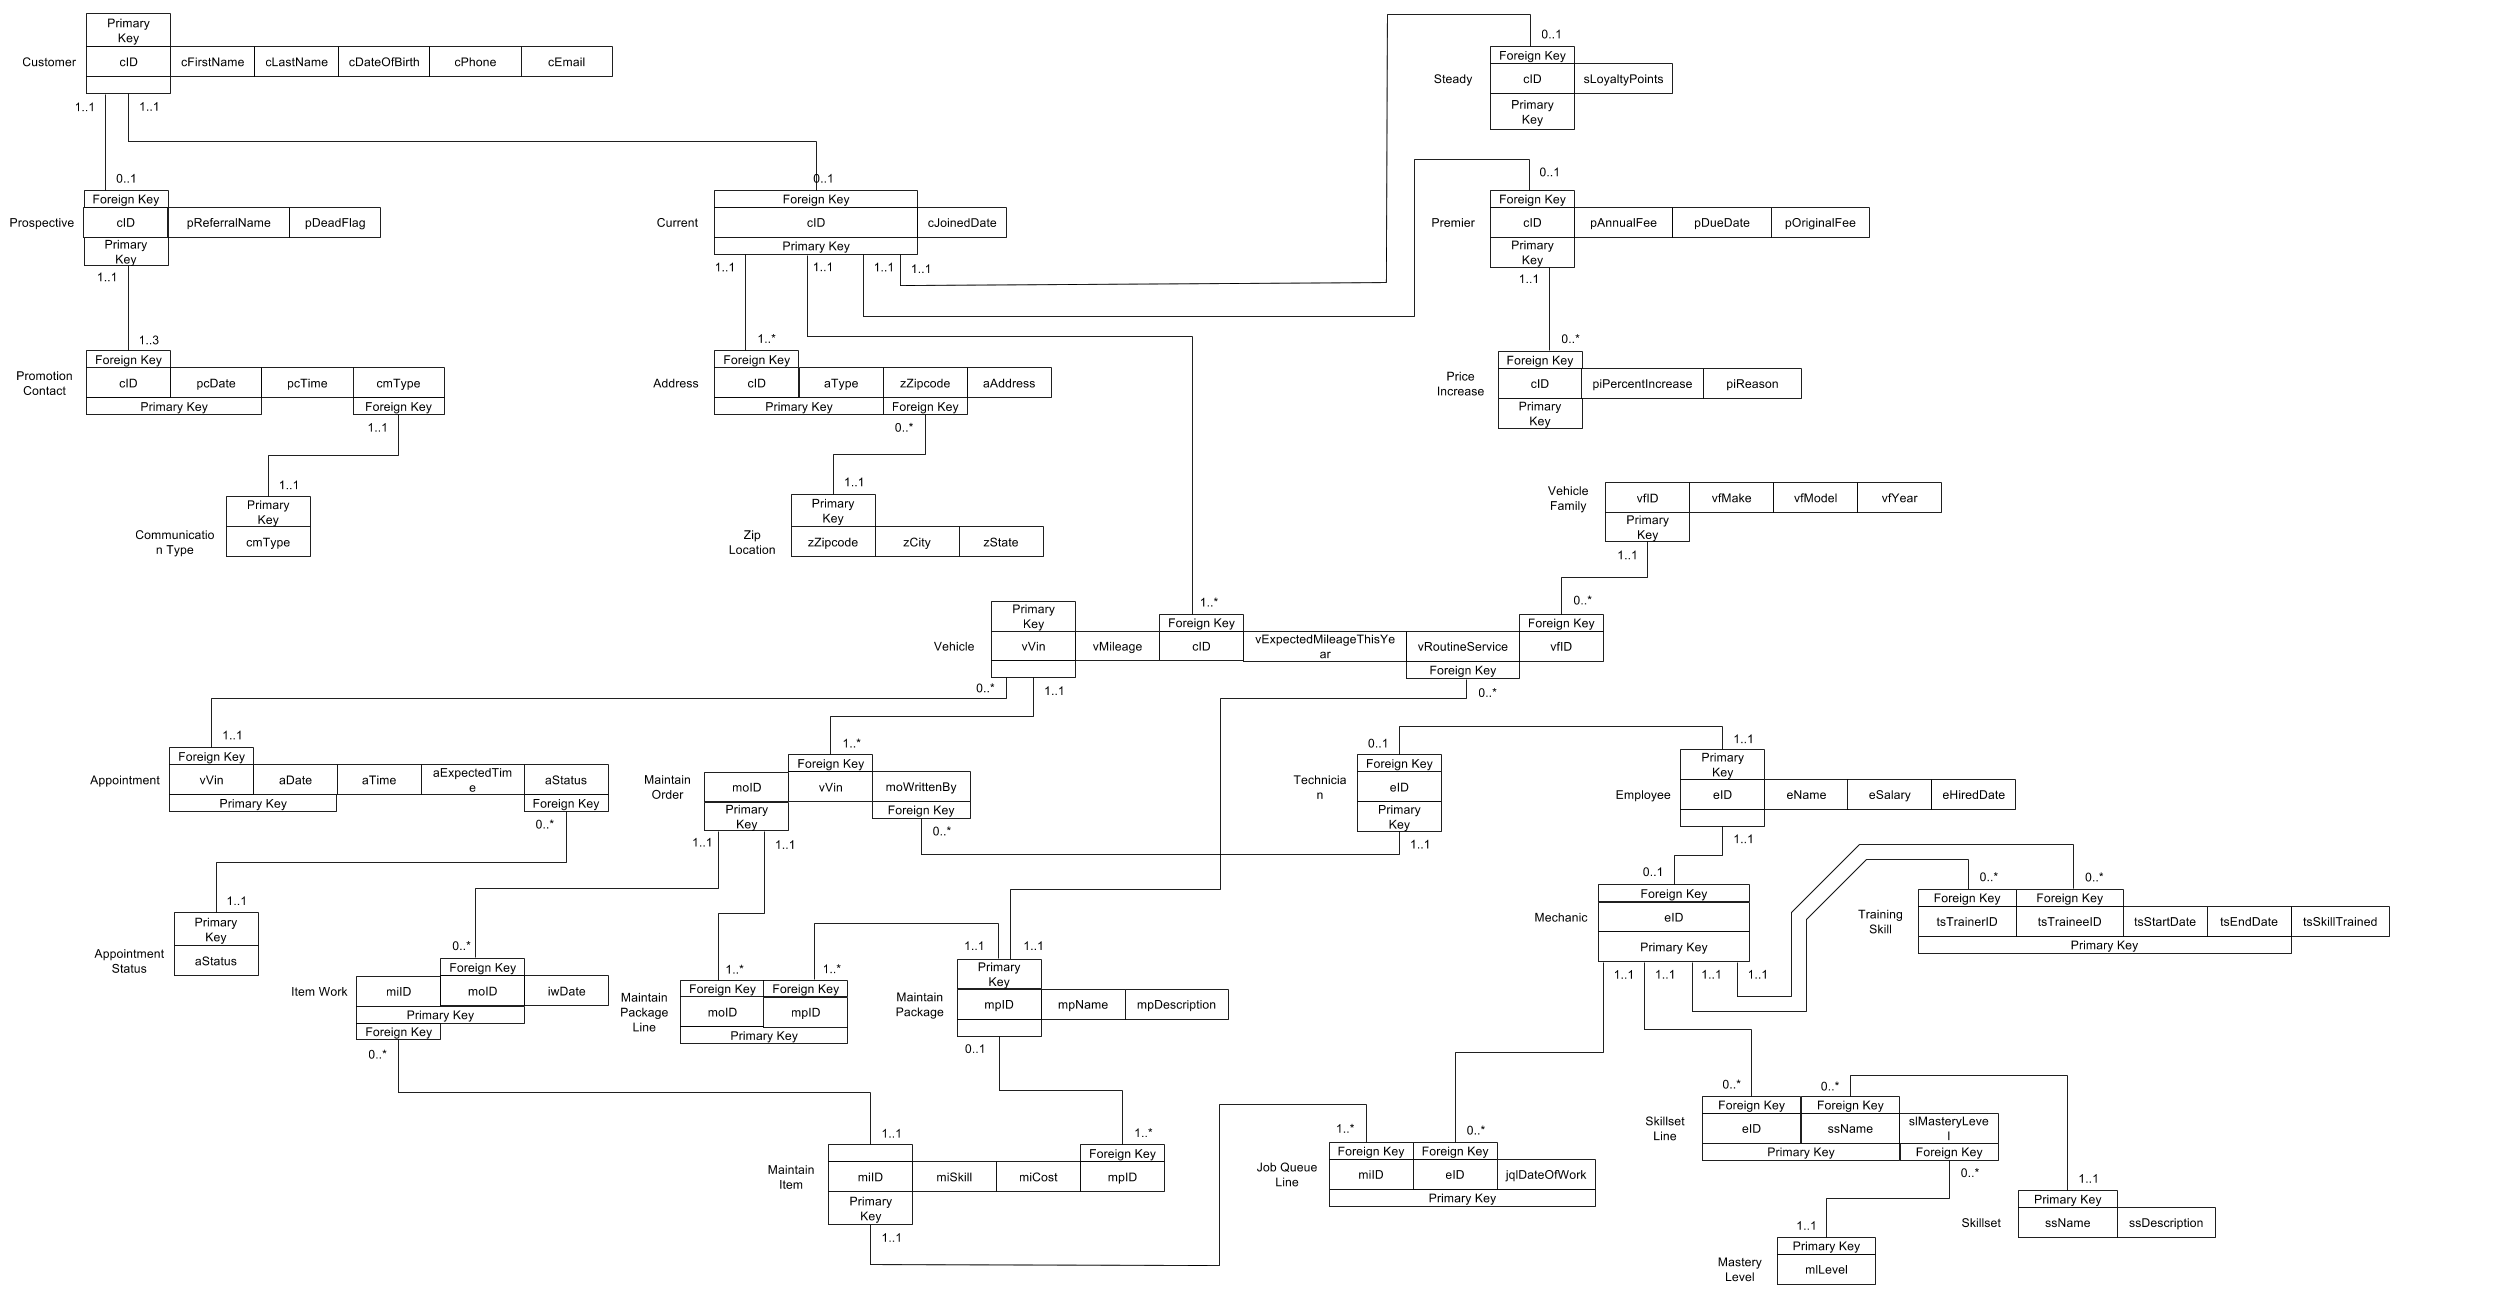 Primary
Key
Customer
cID
cFirstName
cLastName
cDateOfBirth
cPhone
cEmail
1..1
1..1
0..1
Foreign Key
Steady
cID
sLoyaltyPoints
Primary
Key
0..1
Foreign Key
Prospective
cID
pReferralName
pDeadFlag
Primary
Key
1..1
0..1
Foreign Key
Current
cID
cJoinedDate
Primary Key
1..1
1..1
1..1
1..1
0..1
Foreign Key
Premier
cID
pAnnualFee
pDueDate
pOriginalFee
Primary
Key
1..1
1..3
Foreign Key
Promotion
Contact
cID
pcDate
pcTime
cmType
Primary Key
Foreign Key
1..1
1..*
Foreign Key
Address
cID
aType
zZipcode
aAddress
Primary Key
Foreign Key
0..*
0..*
Foreign Key
Price
Increase
cID
piPercentIncrease
piReason
Primary
Key
1..1
Primary
Key
Communicatio
n Type
cmType
1..1
Primary
Key
Zip
Location
zZipcode
zCity
zState
Vehicle
Family
vfID
vfMake
vfModel
vfYear
Primary
Key
1..1
Primary
Key
1..*
Foreign Key
0..*
Foreign Key
Vehicle
vVin
vMileage
cID
vExpectedMileageThisYe
ar
vRoutineService
vfID
Foreign Key
0..*
1..1
0..*
1..1
Foreign Key
Appointment
vVin
aDate
aTime
aExpectedTim
e
aStatus
Primary Key
Foreign Key
0..*
1..*
Foreign Key
Maintain
Order
moID
vVin
moWrittenBy
Primary
Key
Foreign Key
1..1
1..1
0..*
0..1
Foreign Key
Technicia
n
eID
Primary
Key
1..1
1..1
Primary
Key
Employee
eID
eName
eSalary
eHiredDate
1..1
0..1
Foreign Key
Mechanic
eID
Primary Key
1..1
1..1
1..1
1..1
0..*
0..*
Foreign Key
Foreign Key
Training
Skill
tsTrainerID
tsTraineeID
tsStartDate
tsEndDate
tsSkillTrained
Primary Key
1..1
Primary
Key
Appointment
Status
aStatus
0..*
Foreign Key
Item Work
miID
moID
iwDate
Primary Key
Foreign Key
0..*
1..*
1..*
Foreign Key
Foreign Key
Maintain
Package
Line
moID
mpID
Primary Key
1..1
1..1
Primary
Key
Maintain
Package
mpID
mpName
mpDescription
0..1
1..1
1..*
Foreign Key
Maintain
Item
miID
miSkill
miCost
mpID
Primary
Key
1..1
1..*
0..*
Foreign Key
Foreign Key
Job Queue
Line
miID
eID
jqlDateOfWork
Primary Key
0..*
0..*
Foreign Key
Foreign Key
Skillset
Line
eID
ssName
slMasteryLeve
l
Primary Key
Foreign Key
0..*
1..1
Primary Key
Skillset
ssName
ssDescription
1..1
Primary Key
Mastery
Level
mlLevel